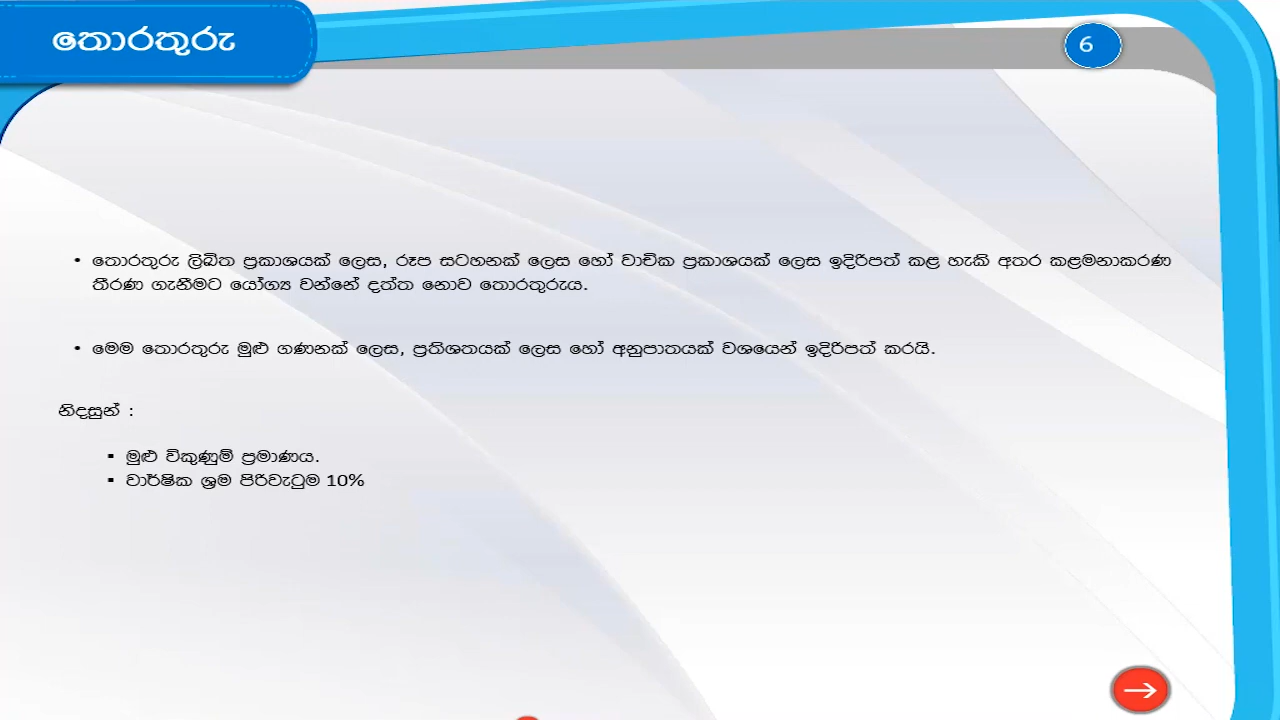 තොරතුරු
6
• තොරතුරු ලිඛිත ප්‍රකාශයක් ලෙස, රූප සටහනක් ලෙස හෝ වාචික ප්‍රකාශයක් ලෙස ඉදිරිපත් කළ හැකි අතර කළමනාකරණ
තීරණ ගැනීමට යෝග්‍ය වන්නේ දත්ත නොව තොරතුරුය.
• මෙම තොරතුරු මුළු ගණනක් ලෙස, ප්‍රතිශතයක් ලෙස හෝ අනුපාතයක් වශයෙන් ඉදිරිපත් කරයි.
නිදසුන් :
▪ මුළු විකුණුම් ප්‍රමාණය.
▪ වාර්ෂික ශ්‍රම පිරිවැටුම 10%